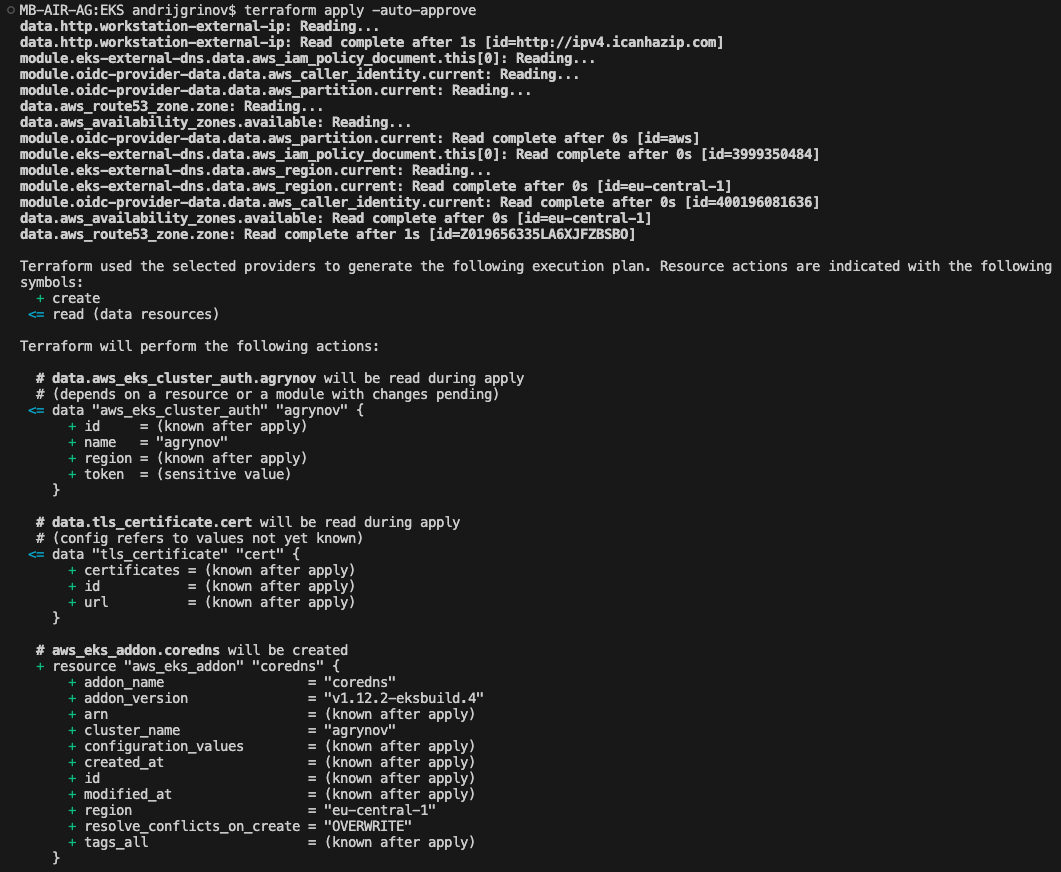 MB-AIR-AG:EKS andrijgrinov$ terraform apply -auto-approve
data.http.workstation-external-ip: Reading...
data.http.workstation-external-ip: Read complete after 1s [id=http://ipv4.icanhazip.com]
module.eks-external-dns.data.aws_iam_policy_document.this[0]: Reading...
module.oidc-provider-data.data.aws_caller_identity.current: Reading...
module.oidc-provider-data.data.aws_partition.current: Reading...
data.aws_route53_zone.zone: Reading...
data.aws_availability_zones.available: Reading...
module.oidc-provider-data.data.aws_partition.current: Read complete after 0s [id=aws]
module.eks-external-dns.data.aws_iam_policy_document.this[0]: Read complete after 0s [id=3999350484]
module.eks-external-dns.data.aws_region.current: Reading...
module.eks-external-dns.data.aws_region.current: Read complete after 0s [id=eu-central-1]
module.oidc-provider-data.data.aws_caller_identity.current: Read complete after 0s [id=400196081636]
data.aws_availability_zones.available: Read complete after 0s [id=eu-central-1]
data.aws_route53_zone.zone: Read complete after 1s [id=Z019656335LA6XJFZBSBO]

Terraform used the selected providers to generate the following execution plan. Resource actions are indicated with the following
symbols:
  + create
 <= read (data resources)

Terraform will perform the following actions:

  # data.aws_eks_cluster_auth.agrynov will be read during apply
  # (depends on a resource or a module with changes pending)
 <= data "aws_eks_cluster_auth" "agrynov" {
      + id     = (known after apply)
      + name   = "agrynov"
      + region = (known after apply)
      + token  = (sensitive value)
    }

  # data.tls_certificate.cert will be read during apply
  # (config refers to values not yet known)
 <= data "tls_certificate" "cert" {
      + certificates = (known after apply)
      + id           = (known after apply)
      + url          = (known after apply)
    }

  # aws_eks_addon.coredns will be created
  + resource "aws_eks_addon" "coredns" {
      + addon_name                  = "coredns"
      + addon_version               = "v1.12.2-eksbuild.4"
      + arn                         = (known after apply)
      + cluster_name                = "agrynov"
      + configuration_values        = (known after apply)
      + created_at                  = (known after apply)
      + id                          = (known after apply)
      + modified_at                 = (known after apply)
      + region                      = "eu-central-1"
      + resolve_conflicts_on_create = "OVERWRITE"
      + tags_all                    = (known after apply)
    }